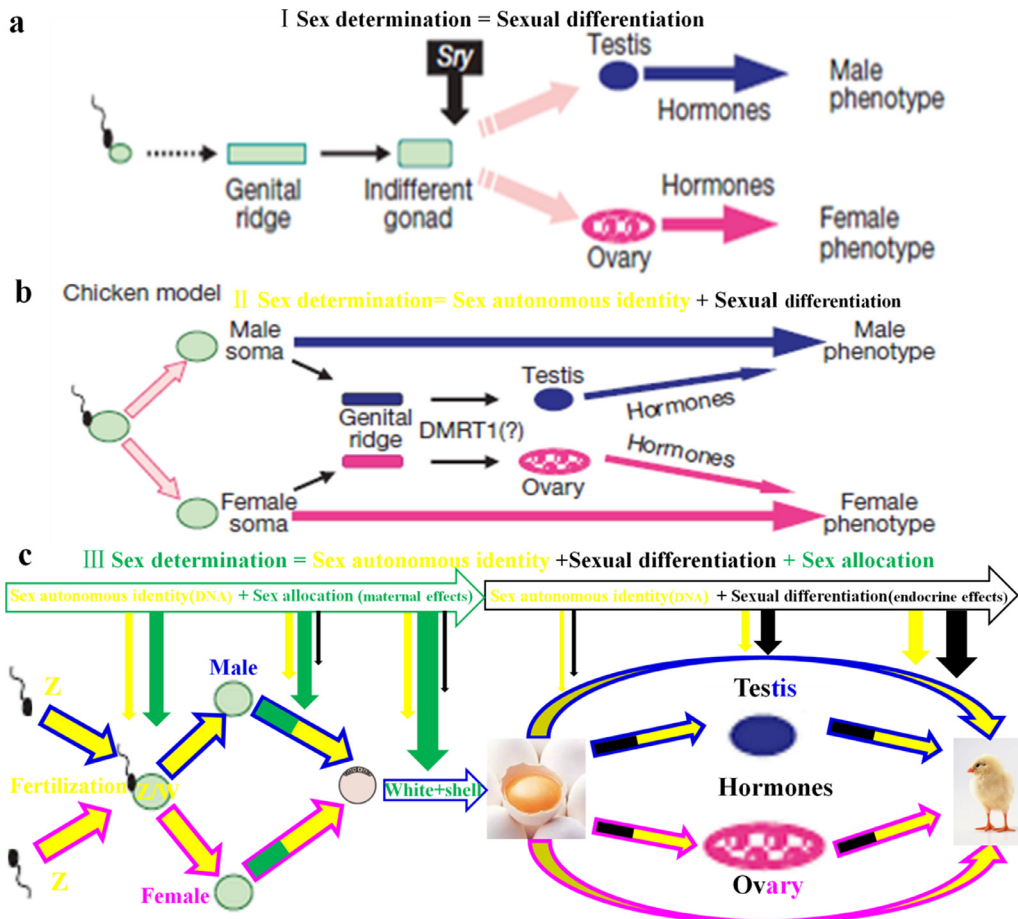 a
Ⅰ Sex determination = Sexual differentiation
Sry
Testis
Hormones
Male
phenotype
Genital
ridge
Indifferent
gonad
Hormones
Ovary
Female
phenotype
b
Chicken model
Ⅱ Sex determination= Sex autonomous identity + Sexual differentiation
Male
soma
Male
phenotype
Testis
Hormones
Genital
ridge
DMRT1(?)
Hormones
Ovary
Female
soma
Female
phenotype
c
Ⅲ Sex determination = Sex autonomous identity +Sexual differentiation + Sex allocation
Sex autonomous identity(DNA) + Sex allocation (maternal effects)
Sex autonomous identity(DNA) + Sexual differentiation(endocrine effects)
Male
Z
Testis
Fertilization
Z/W
White+shell
Hormones
Z
Female
Ovary